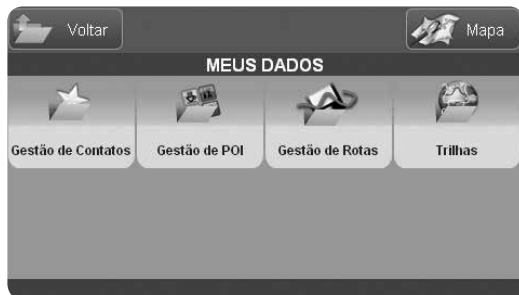 Voltar
Mapa
MEUS DADOS
Gestão de Contatos
Gestão de POI
Gestão de Rotas
Trilhas